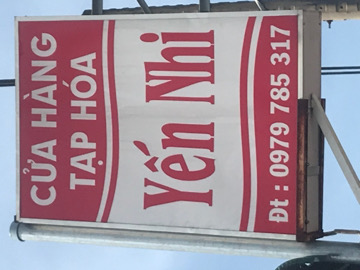 CỬA HÀNG
TẠP HÓA
Yến Nhi
Đt : 0979 785 317